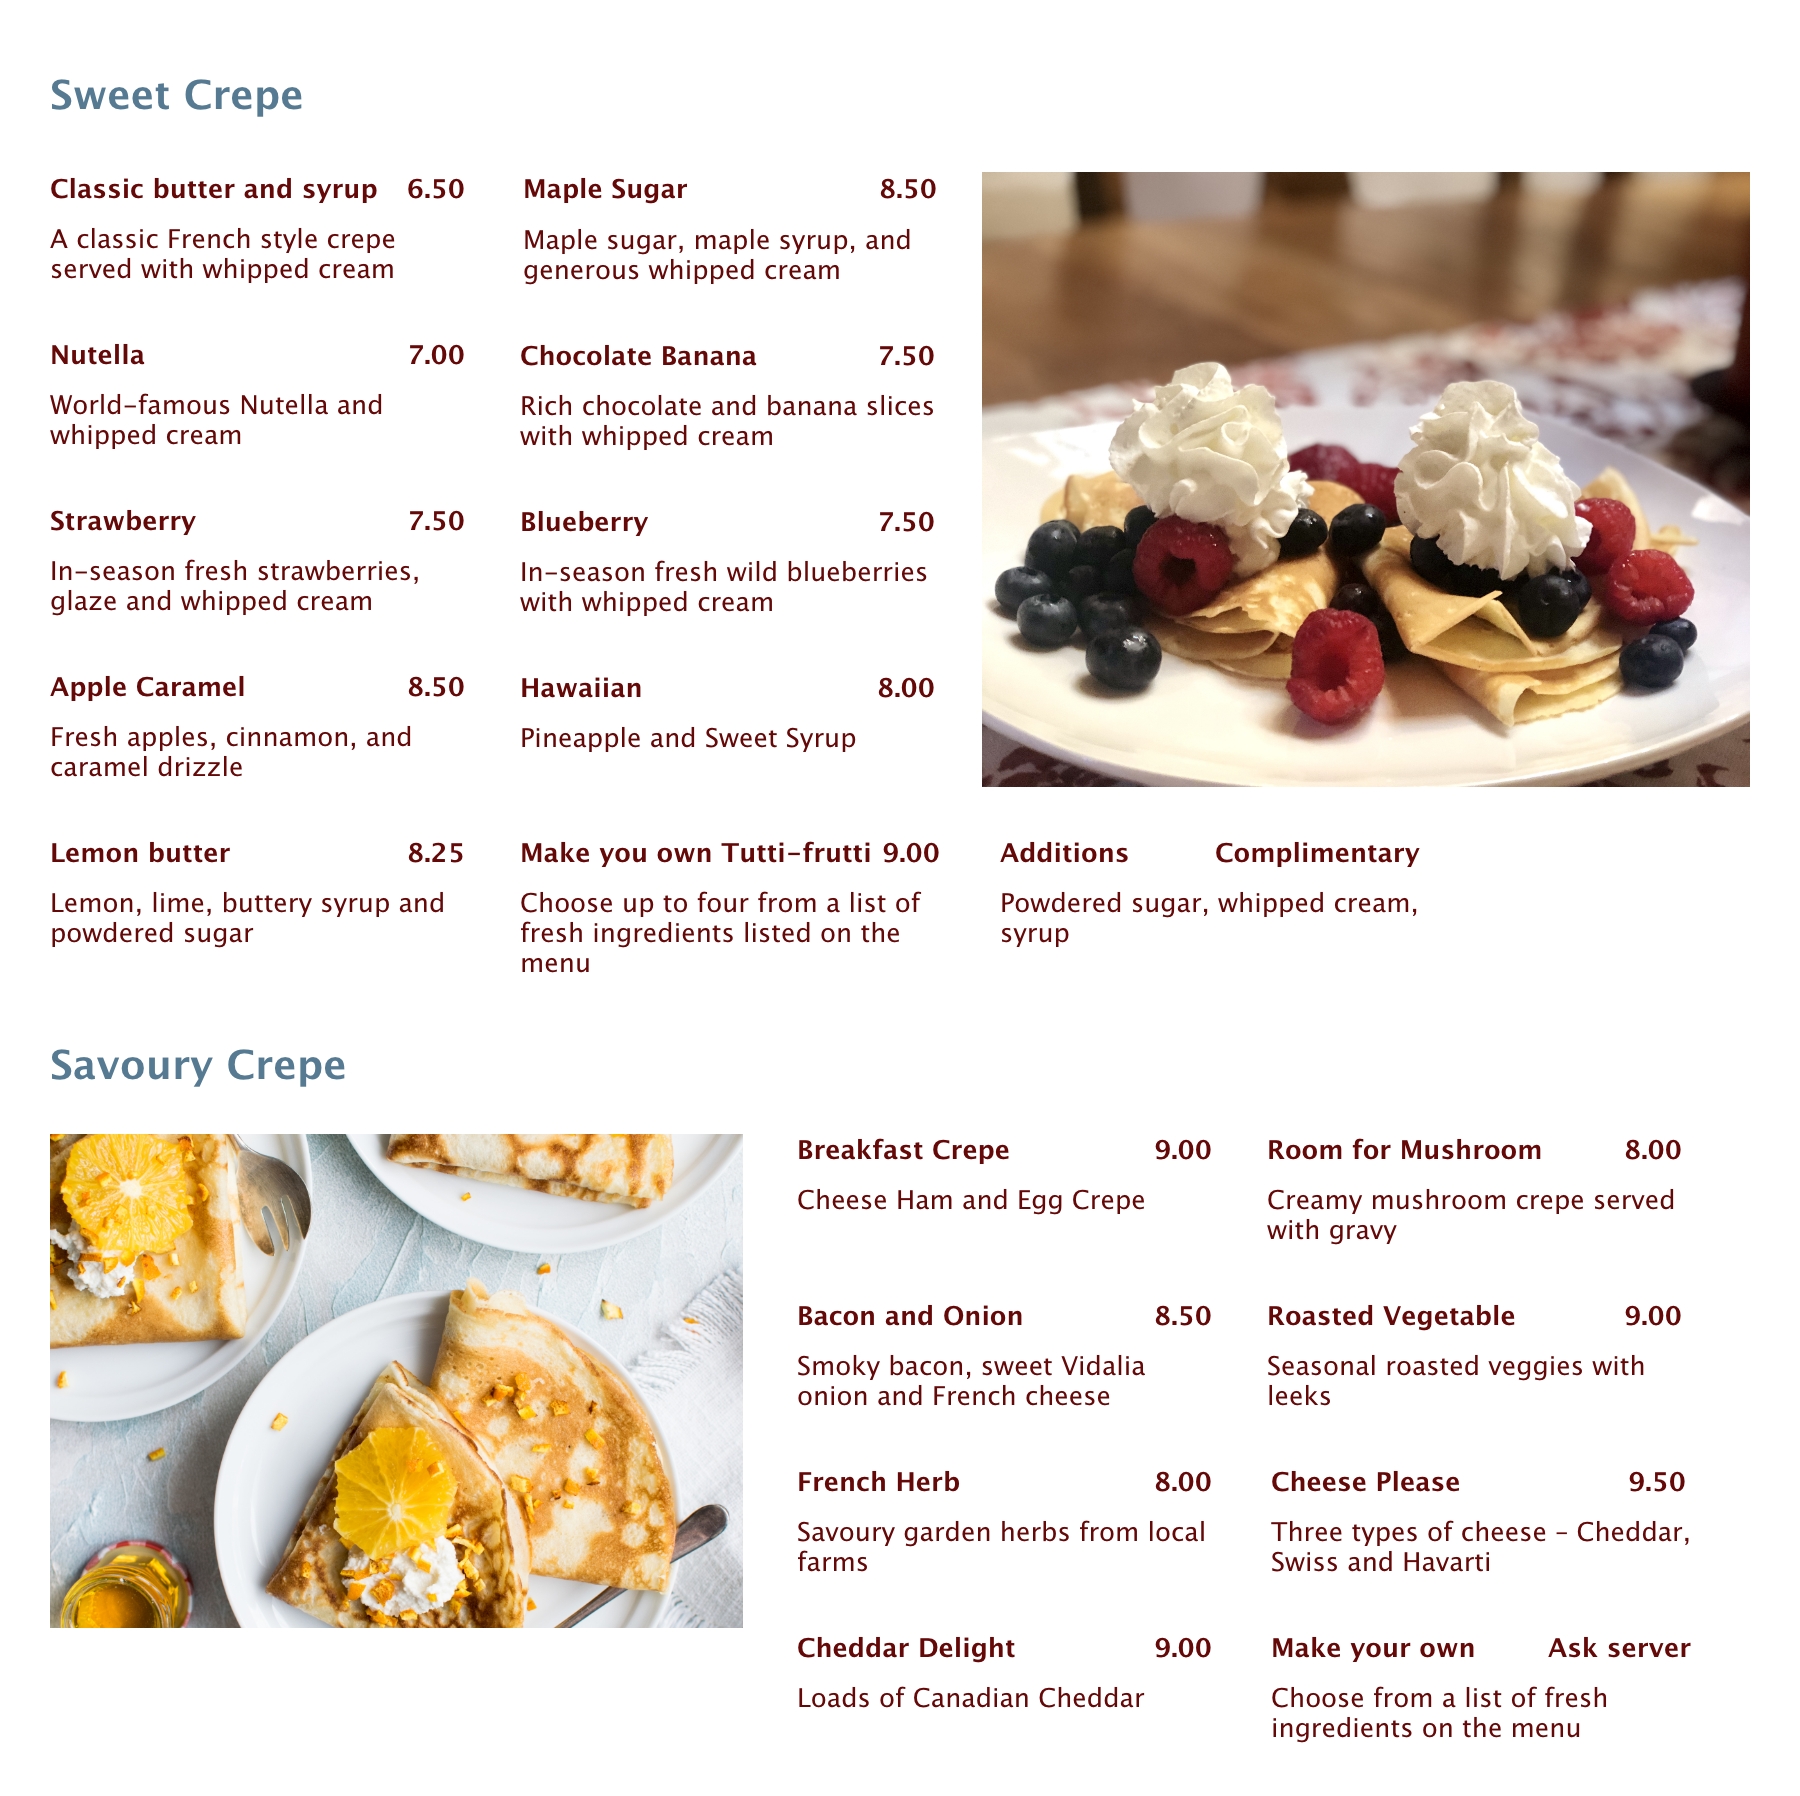 Sweet Crepe
Classic butter and syrup 6.50
A classic French style crepe
served with whipped cream
Maple Sugar 8.50
Maple sugar, maple syrup, and
generous whipped cream
Nutella 7.00
World-famous Nutella and
whipped cream
Chocolate Banana 7.50
Rich chocolate and banana slices
with whipped cream
Strawberry 7.50
In-season fresh strawberries,
glaze and whipped cream
Blueberry 7.50
In-season fresh wild blueberries
with whipped cream
Apple Caramel 8.50
Fresh apples, cinnamon, and
caramel drizzle
Hawaiian 8.00
Pineapple and Sweet Syrup
Lemon butter 8.25
Lemon, lime, buttery syrup and
powdered sugar
Make you own Tutti-frutti 9.00
Choose up to four from a list of
fresh ingredients listed on the
menu
Additions Complimentary
Powdered sugar, whipped cream,
syrup
Savoury Crepe
Breakfast Crepe 9.00
Cheese Ham and Egg Crepe
Room for Mushroom 8.00
Creamy mushroom crepe served
with gravy
Bacon and Onion 8.50
Smoky bacon, sweet Vidalia
onion and French cheese
Roasted Vegetable 9.00
Seasonal roasted veggies with
leeks
French Herb 8.00
Savoury garden herbs from local
farms
Cheese Please 9.50
Three types of cheese – Cheddar,
Swiss and Havarti
Cheddar Delight 9.00
Loads of Canadian Cheddar
Make your own Ask server
Choose from a list of fresh
ingredients on the menu